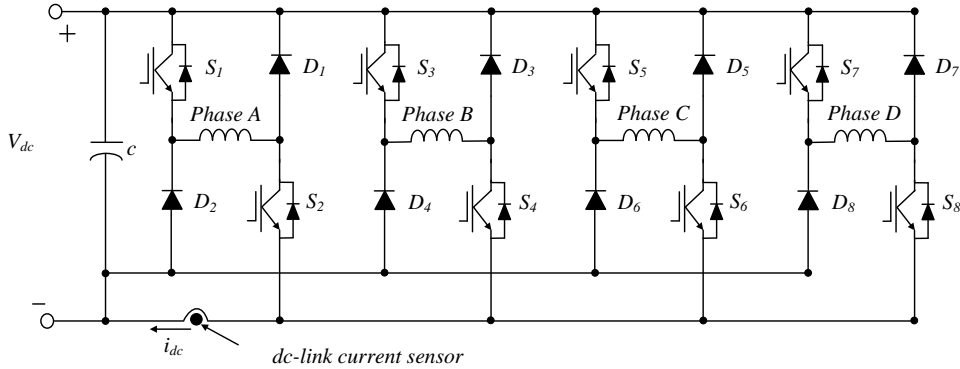 +
S1
D1
S3
D3
S5
D5
S7
D7
Phase A
Phase B
Phase C
Phase D
Vdc
c
D2
S2
D4
S4
D6
S6
D8
S8
−
idc
dc-link current sensor